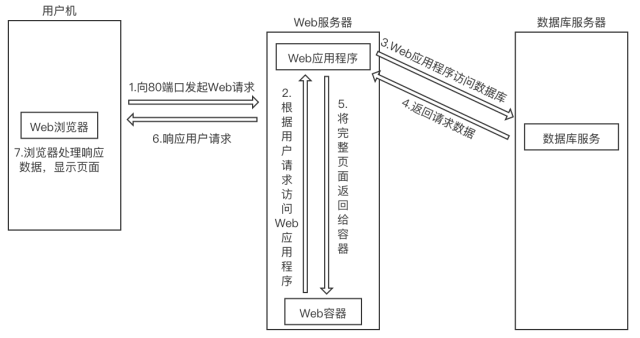 用户机
Web服务器
数据库服务器
Web应用程序
3.Web应用程序访问数据库
4.返回请求数据
1.向80端口发起Web请求
6.响应用户请求
Web浏览器
7.浏览器处理响应
数据，显示页面
2.
根
据
用
户
请
求
访
问
Web
应
用
程
序
5.
将
完
整
页
面
返
回
给
容
器
数据库服务
Web容器